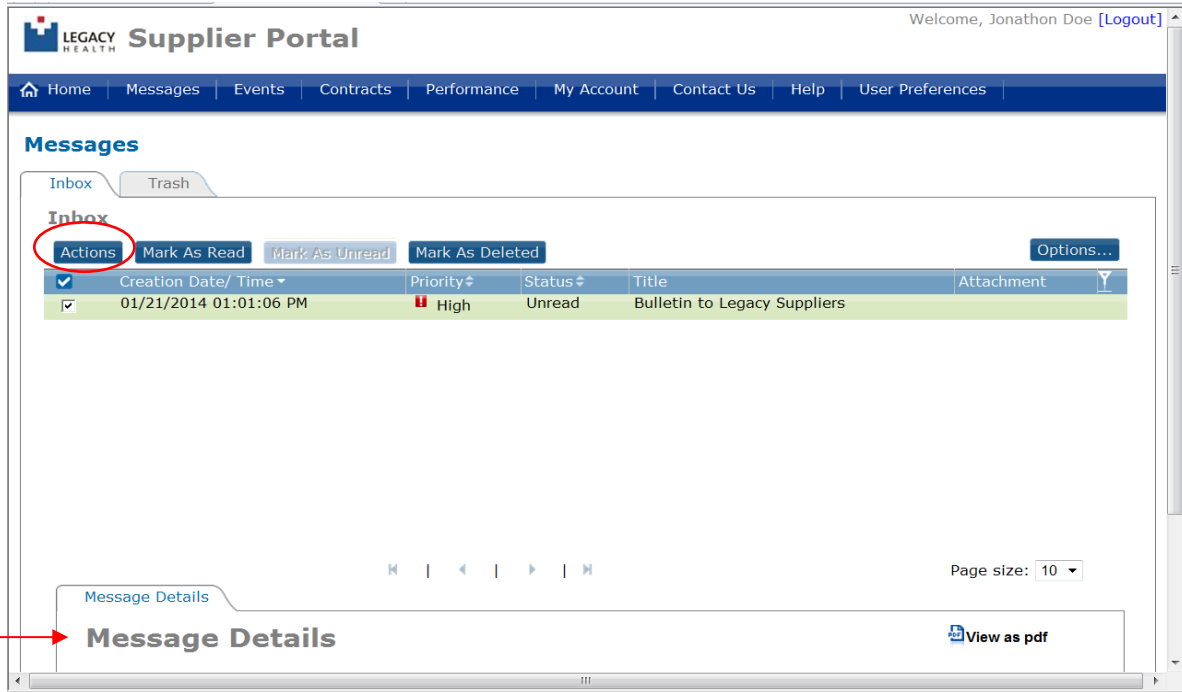 Welcome, Jonathon Doe [Logout]
LEGACY
HEALTH
Supplier Portal
Home Messages Events Contracts Performance My Account Contact Us Help User Preferences
Messages
Inbox Trash
Inbox
Actions Mark As Read Mark As Unread Mark As Deleted Options...
Creation Date/ Time Priority Status Title Attachment
01/21/2014 01:01:06 PM High Unread Bulletin to Legacy Suppliers
Page size: 10
Message Details
Message Details PDF View as pdf